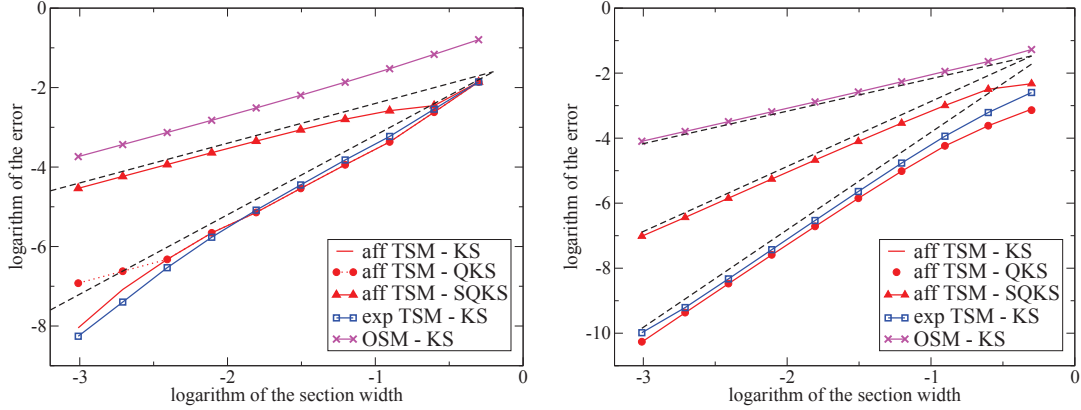 0
-2
-4
-6
-8
logarithm of the error
-3
-2
-1
0
logarithm of the section width
aff TSM - KS
aff TSM - QKS
aff TSM - SQKS
exp TSM - KS
OSM - KS
0
-2
-4
-6
-8
-10
logarithm of the error
-3
-2
-1
0
logarithm of the section width
aff TSM - KS
aff TSM - QKS
aff TSM - SQKS
exp TSM - KS
OSM - KS